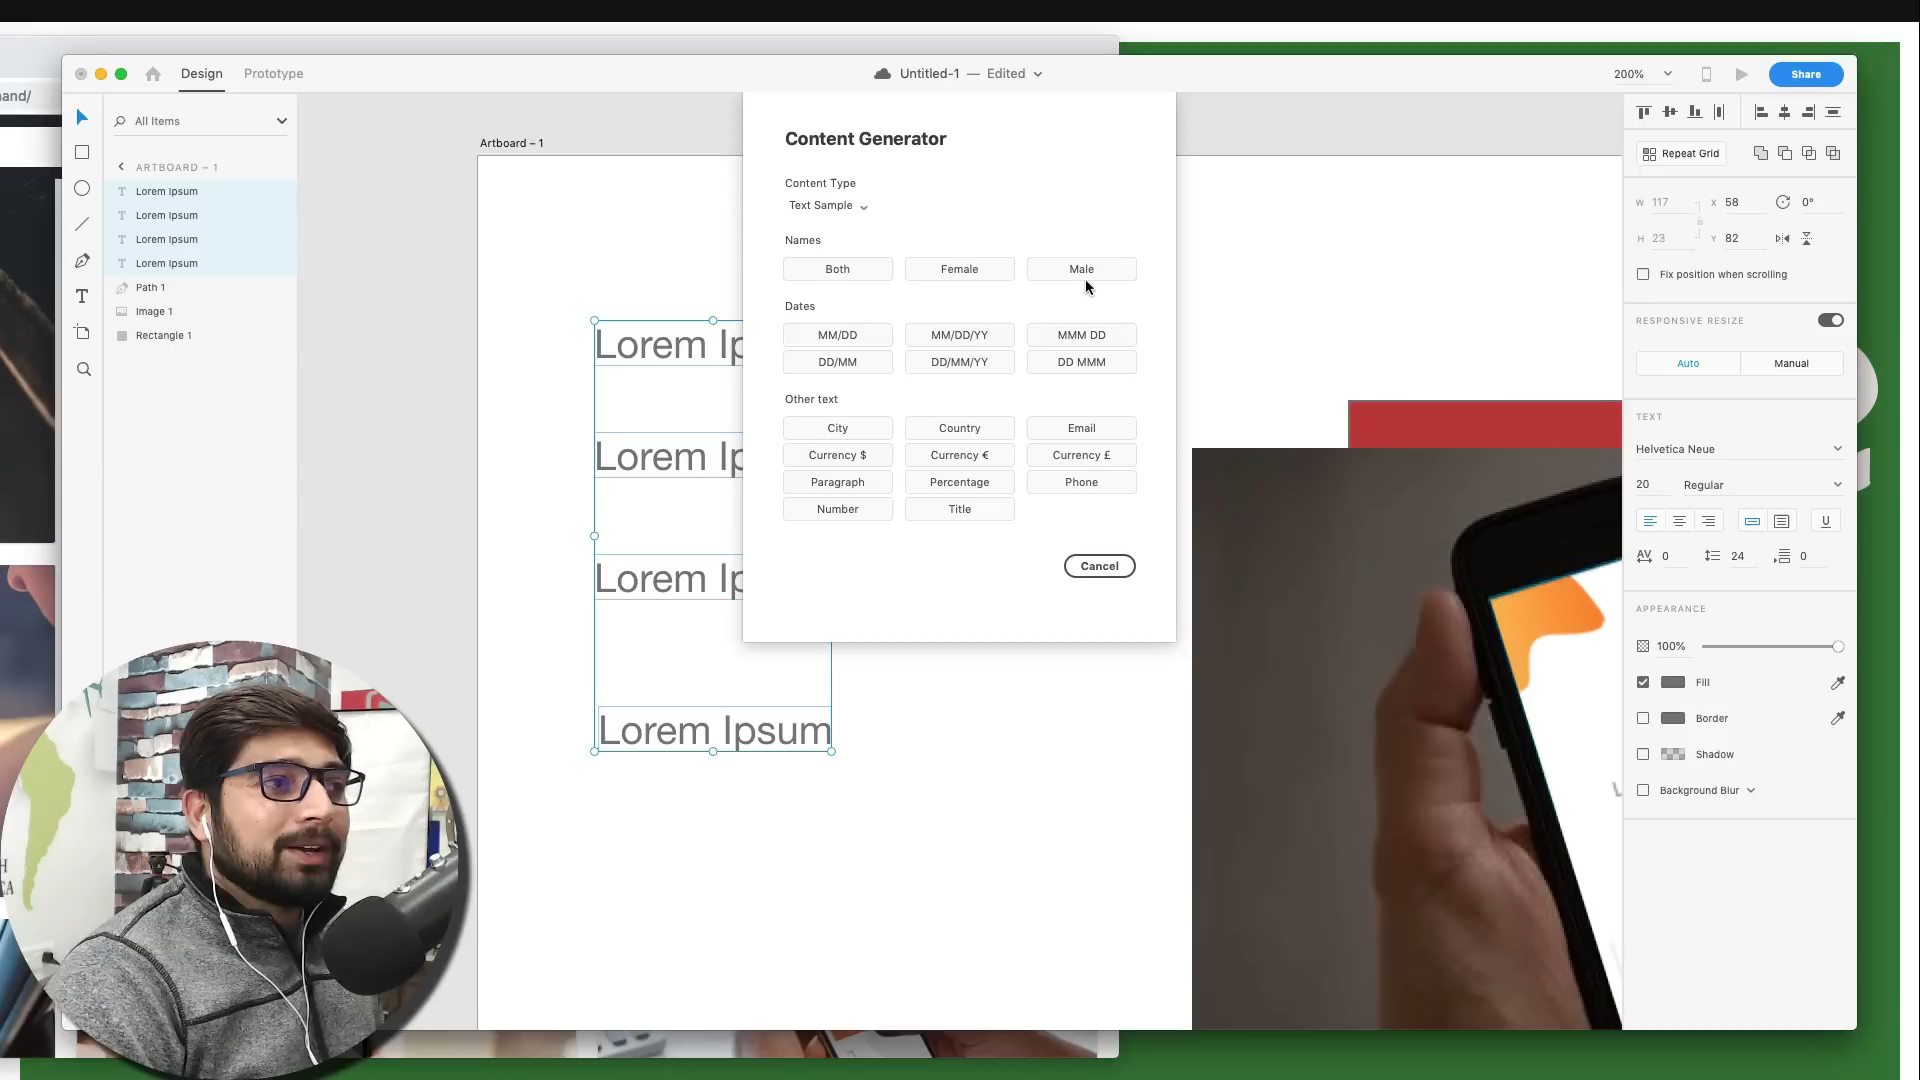 and/
Design
Prototype
Untitled-1 — Edited
200%
Share
All Items
ARTBOARD – 1
Lorem Ipsum
Lorem Ipsum
Lorem Ipsum
Lorem Ipsum
Path 1
Image 1
Rectangle 1
Artboard – 1
Lorem Ip
Lorem Ip
Lorem Ip
Lorem Ipsum
Content Generator
Content Type
Text Sample
Names
Both Female Male
Dates
MM/DD MM/DD/YY MMM DD
DD/MM DD/MM/YY DD MMM
Other text
City Country Email
Currency $ Currency € Currency £
Paragraph Percentage Phone
Number Title
Cancel
Repeat Grid
W 117 X 58 0°
H 23 Y 82
Fix position when scrolling
RESPONSIVE RESIZE
Auto Manual
TEXT
Helvetica Neue
20 Regular
U
AV 0 24 0
APPEARANCE
100%
Fill
Border
Shadow
Background Blur